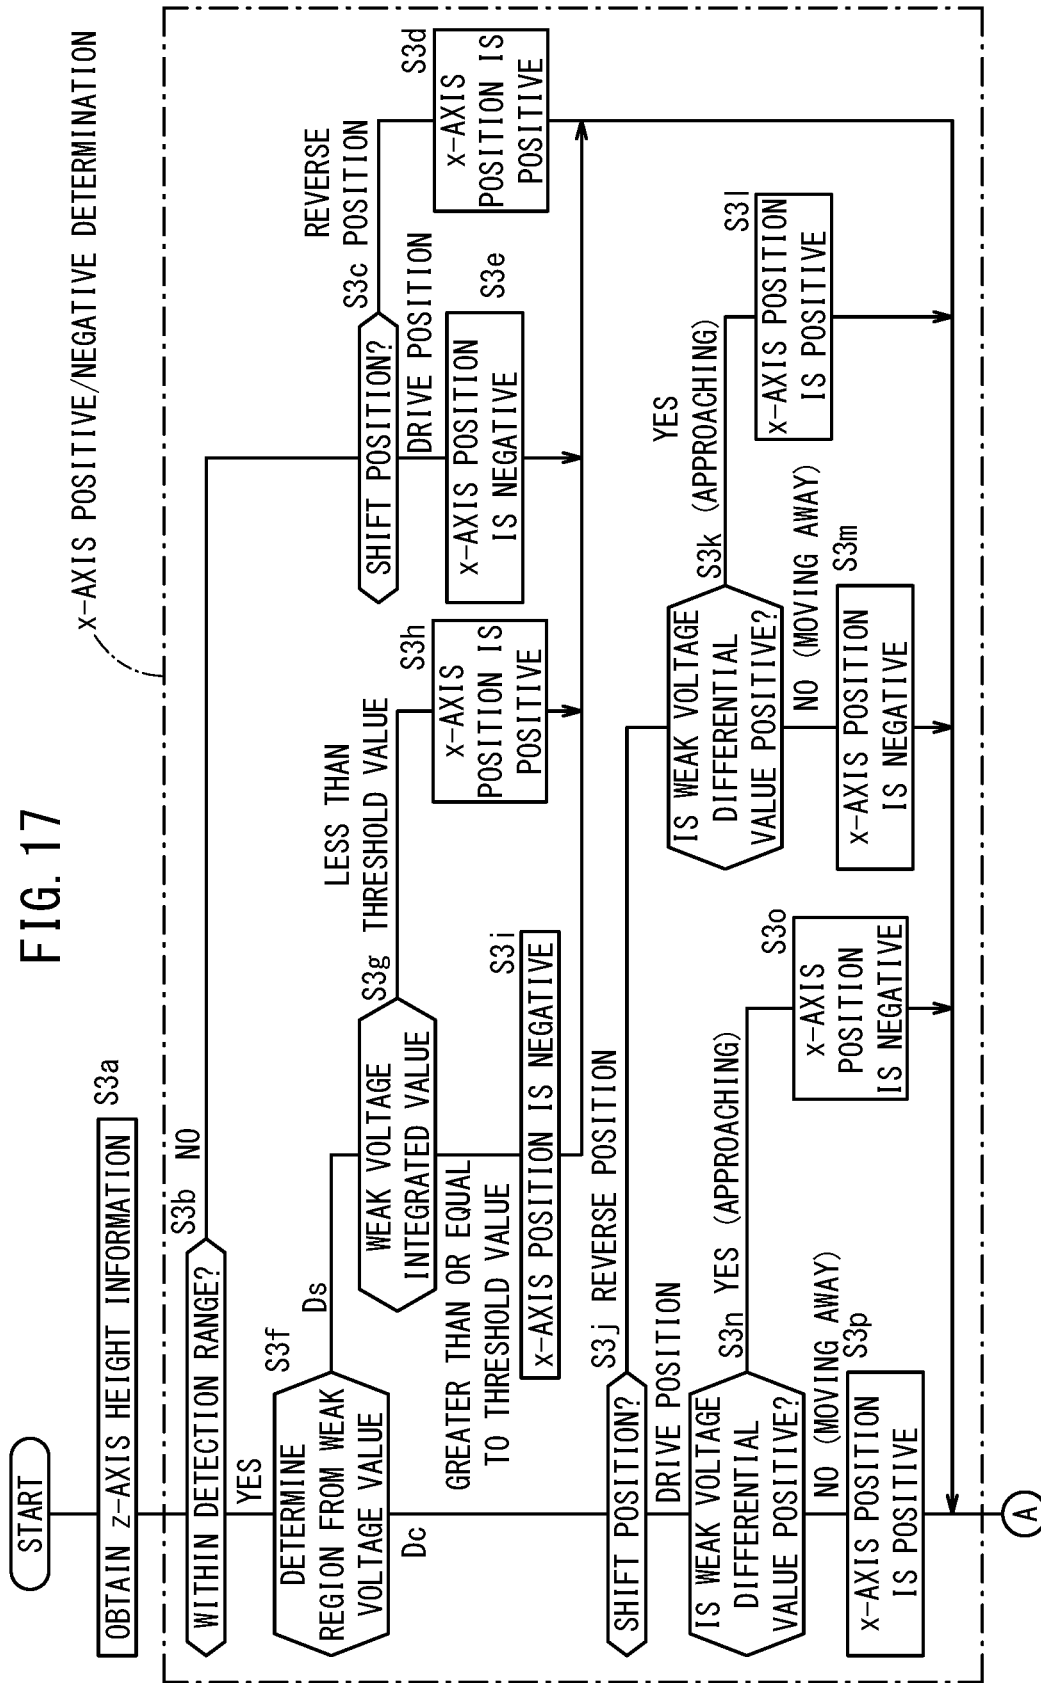 FIG. 17
x-AXIS POSITIVE/NEGATIVE DETERMINATION
START
OBTAIN z-AXIS HEIGHT INFORMATION
S3a
WITHIN DETECTION RANGE?
S3b
NO
YES
DETERMINE
REGION FROM WEAK
VOLTAGE VALUE
S3f
Ds
Dc
WEAK VOLTAGE
INTEGRATED VALUE
S3g
LESS THAN
THRESHOLD VALUE
GREATER THAN OR EQUAL
TO THRESHOLD VALUE
S3h
x-AXIS
POSITION IS
POSITIVE
S3i
x-AXIS POSITION IS NEGATIVE
SHIFT POSITION?
S3c
REVERSE
POSITION
DRIVE POSITION
S3d
x-AXIS
POSITION IS
POSITIVE
S3e
x-AXIS POSITION
IS NEGATIVE
SHIFT POSITION?
S3j
REVERSE POSITION
DRIVE POSITION
IS WEAK VOLTAGE
DIFFERENTIAL
VALUE POSITIVE?
S3k
YES
(APPROACHING)
NO (MOVING AWAY)
S3l
x-AXIS POSITION
IS POSITIVE
S3m
x-AXIS POSITION
IS NEGATIVE
IS WEAK VOLTAGE
DIFFERENTIAL
VALUE POSITIVE?
S3n
YES (APPROACHING)
NO (MOVING AWAY)
S3o
x-AXIS
POSITION
IS NEGATIVE
S3p
x-AXIS POSITION
IS POSITIVE
A